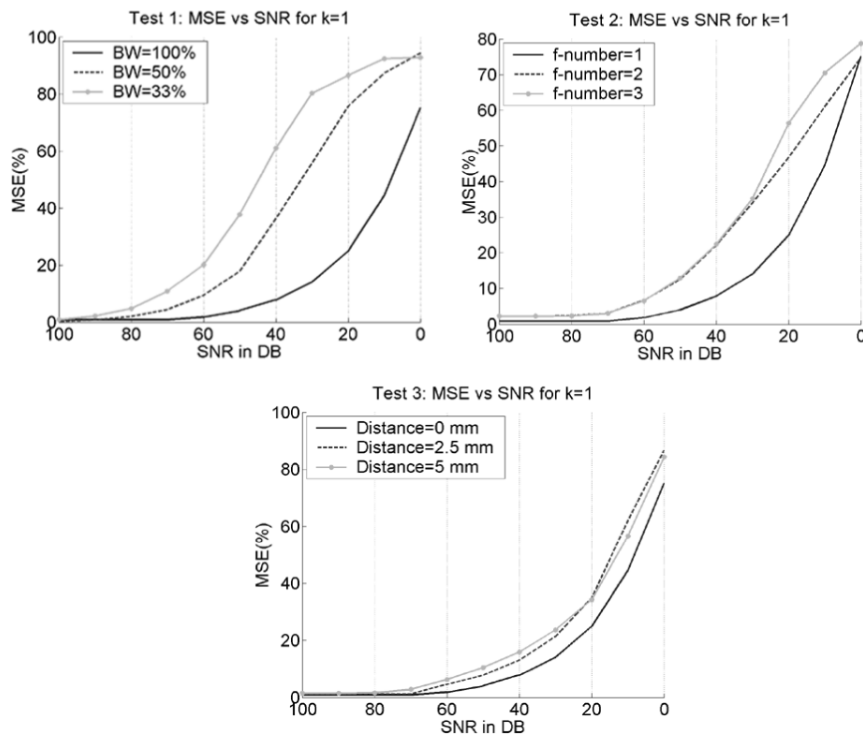 Test 1: MSE vs SNR for k=1
100
80
60
40
20
0
MSE(%)
BW=100%
BW=50%
BW=33%
100 80 60 40 20 0
SNR in DB
Test 2: MSE vs SNR for k=1
80
70
60
50
40
30
20
10
0
MSE(%)
f-number=1
f-number=2
f-number=3
100 80 60 40 20 0
SNR in DB
Test 3: MSE vs SNR for k=1
100
80
60
40
20
0
MSE(%)
Distance=0 mm
Distance=2.5 mm
Distance=5 mm
100 80 60 40 20 0
SNR in DB